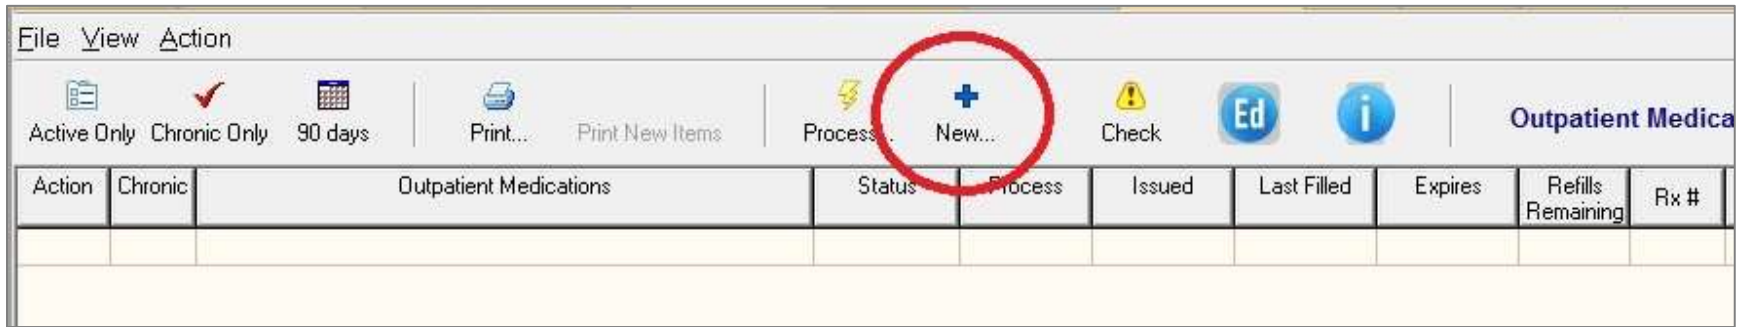 File View Action
Active Only Chronic Only 90 days Print... Print New Items Process... New... Check Ed i Outpatient Medica
Action Chronic Outpatient Medications Status Process Issued Last Filled Expires Refills Remaining Rx #